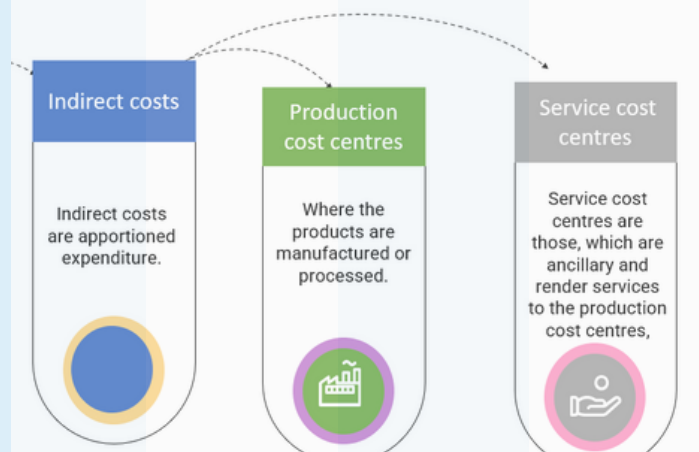 Indirect costs
Indirect costs
are apportioned
expenditure.
Production
cost centres
Where the
products are
manufactured or
processed.
Service cost
centres
Service cost
centres are
those, which are
ancillary and
render services
to the production
cost centres,